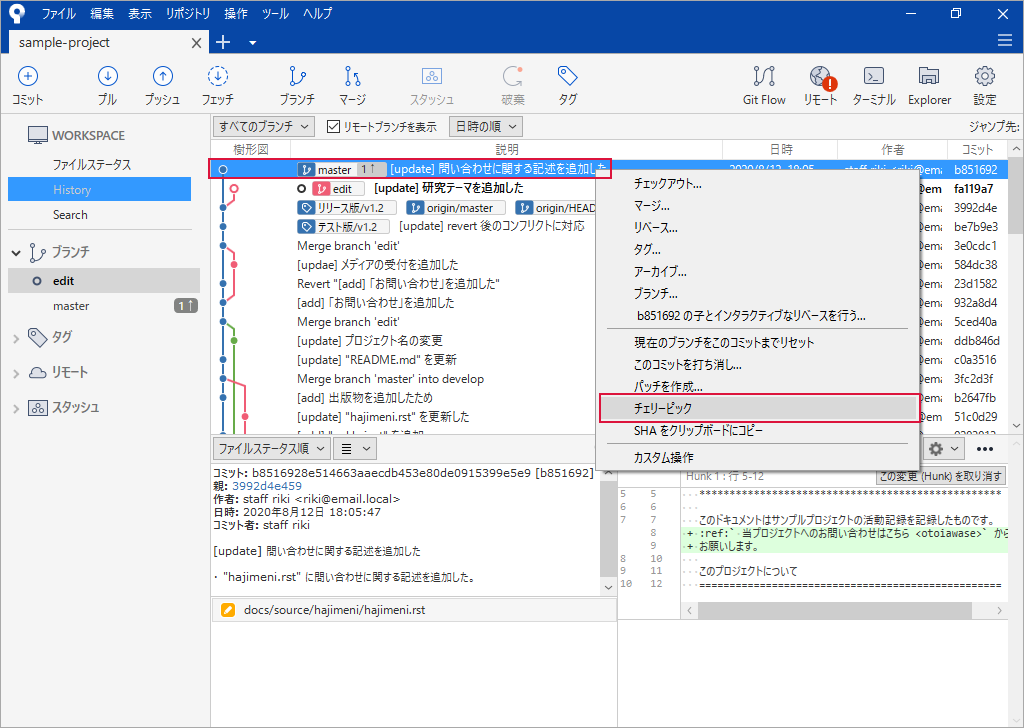 ファイル 編集 表示 リポジトリ 操作 ツール ヘルプ
sample-project
コミット プル プッシュ フェッチ ブランチ マージ スタッシュ 破棄 タグ Git Flow リモート ターミナル Explorer 設定
WORKSPACE
ファイルステータス
History
Search
ブランチ
edit
master 1↑
タグ
リモート
スタッシュ
すべてのブランチ リモートブランチを表示 日時の順 ジャンプ先:
樹形図 説明 日時 作者 コミット
master 1↑ [update] 問い合わせに関する記述を追加した b851692
edit [update] 研究テーマを追加した fa119a7
リリース版/v1.2 origin/master origin/HEAD 3992d4e
テスト版/v1.2 [update] revert 後のコンフリクトに対応 be7b9e3
Merge branch 'edit' 3e0cdc1
[updae] メディアの受付を追加した 584dc38
Revert "[add] 「お問い合わせ」を追加した" 23d1582
[add] 「お問い合わせ」を追加した 932a8d4
Merge branch 'edit' 5ced40a
[update] プロジェクト名の変更 ddb846d
[update] "README.md" を更新 c0a3516
Merge branch 'master' into develop 3fc2d3f
[add] 出版物を追加したため b2647fb
[update] "hajimeni.rst" を更新した 51c0d29
チェックアウト...
マージ...
リベース...
タグ...
アーカイブ...
ブランチ...
b851692 の子とインタラクティブなリベースを行う...
現在のブランチをこのコミットまでリセット
このコミットを打ち消し...
パッチを作成...
チェリーピック
SHA をクリップボードにコピー
カスタム操作
ファイルステータス順
コミット: b8516928e514663aaecdb453e80de0915399e5e9 [b851692]
親: 3992d4e459
作者: staff riki <riki@email.local>
日時: 2020年8月12日 18:05:47
コミット者: staff riki
[update] 問い合わせに関する記述を追加した
・ "hajimeni.rst" に問い合わせに関する記述を追加した。
docs/source/hajimeni/hajimeni.rst
Hunk 1 : 行 5-12 この変更 (Hunk) を取り消す
5 5 ************************************************
6 6
7 7 このドキュメントはサンプルプロジェクトの活動記録を記録したものです。
8 + :ref:` 当プロジェクトへのお問い合わせはこちら <otoiawase>` から
9 + お願いします。
8 10
9 11 このプロジェクトについて
10 12 ================================================